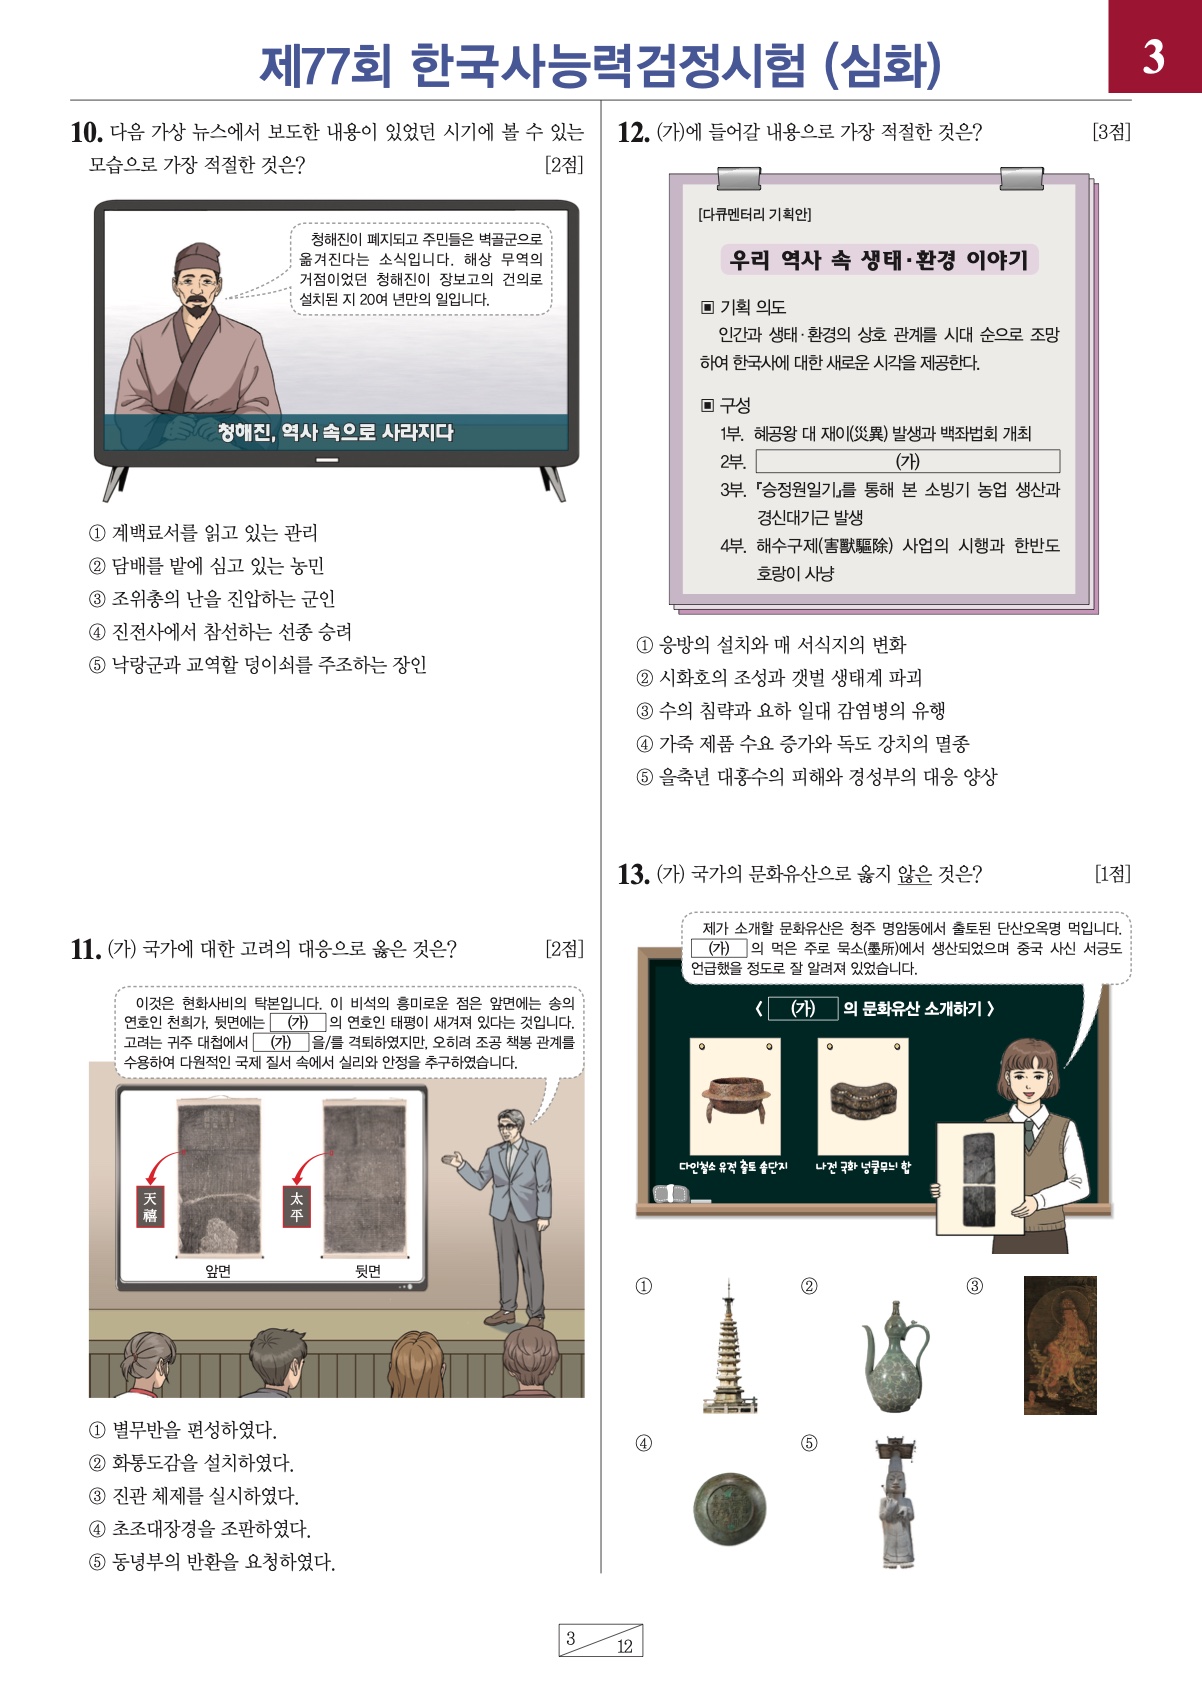 제77회 한국사능력검정시험 (심화)
3
10. 다음 가상 뉴스에서 보도한 내용이 있었던 시기에 볼 수 있는
모습으로 가장 적절한 것은? [2점]
청해진이 폐지되고 주민들은 벽골군으로
옮겨진다는 소식입니다. 해상 무역의
거점이었던 청해진이 장보고의 건의로
설치된 지 20여 년만의 일입니다.
청해진, 역사 속으로 사라지다
① 계백료서를 읽고 있는 관리
② 담배를 밭에 심고 있는 농민
③ 조위총의 난을 진압하는 군인
④ 진전사에서 참선하는 선종 승려
⑤ 낙랑군과 교역할 덩이쇠를 주조하는 장인
11. (가) 국가에 대한 고려의 대응으로 옳은 것은? [2점]
이것은 현화사비의 탁본입니다. 이 비석의 흥미로운 점은 앞면에는 송의
연호인 천희가, 뒷면에는 (가) 의 연호인 태평이 새겨져 있다는 것입니다.
고려는 귀주 대첩에서 (가) 을/를 격퇴하였지만, 오히려 조공 책봉 관계를
수용하여 다원적인 국제 질서 속에서 실리와 안정을 추구하였습니다.
天禧
太平
앞면
뒷면
① 별무반을 편성하였다.
② 화통도감을 설치하였다.
③ 진관 체제를 실시하였다.
④ 초조대장경을 조판하였다.
⑤ 동녕부의 반환을 요청하였다.
12. (가)에 들어갈 내용으로 가장 적절한 것은? [3점]
[다큐멘터리 기획안]
우리 역사 속 생태·환경 이야기
▣ 기획 의도
인간과 생태·환경의 상호 관계를 시대 순으로 조망
하여 한국사에 대한 새로운 시각을 제공한다.
▣ 구성
1부. 혜공왕 대 재이(災異) 발생과 백좌법회 개최
2부. (가)
3부. 『승정원일기』를 통해 본 소빙기 농업 생산과
경신대기근 발생
4부. 해수구제(害獸驅除) 사업의 시행과 한반도
호랑이 사냥
① 응방의 설치와 매 서식지의 변화
② 시화호의 조성과 갯벌 생태계 파괴
③ 수의 침략과 요하 일대 감염병의 유행
④ 가죽 제품 수요 증가와 독도 강치의 멸종
⑤ 을축년 대홍수의 피해와 경성부의 대응 양상
13. (가) 국가의 문화유산으로 옳지 않은 것은? [1점]
제가 소개할 문화유산은 청주 명암동에서 출토된 단산오옥명 먹입니다.
(가) 의 먹은 주로 묵소(墨所)에서 생산되었으며 중국 사신 서긍도
언급했을 정도로 잘 알려져 있었습니다.
< (가) 의 문화유산 소개하기 >
다인철소 유적 출토 솥단지
나전 국화 넝쿨무늬 합
①
②
③
④
⑤
3
12